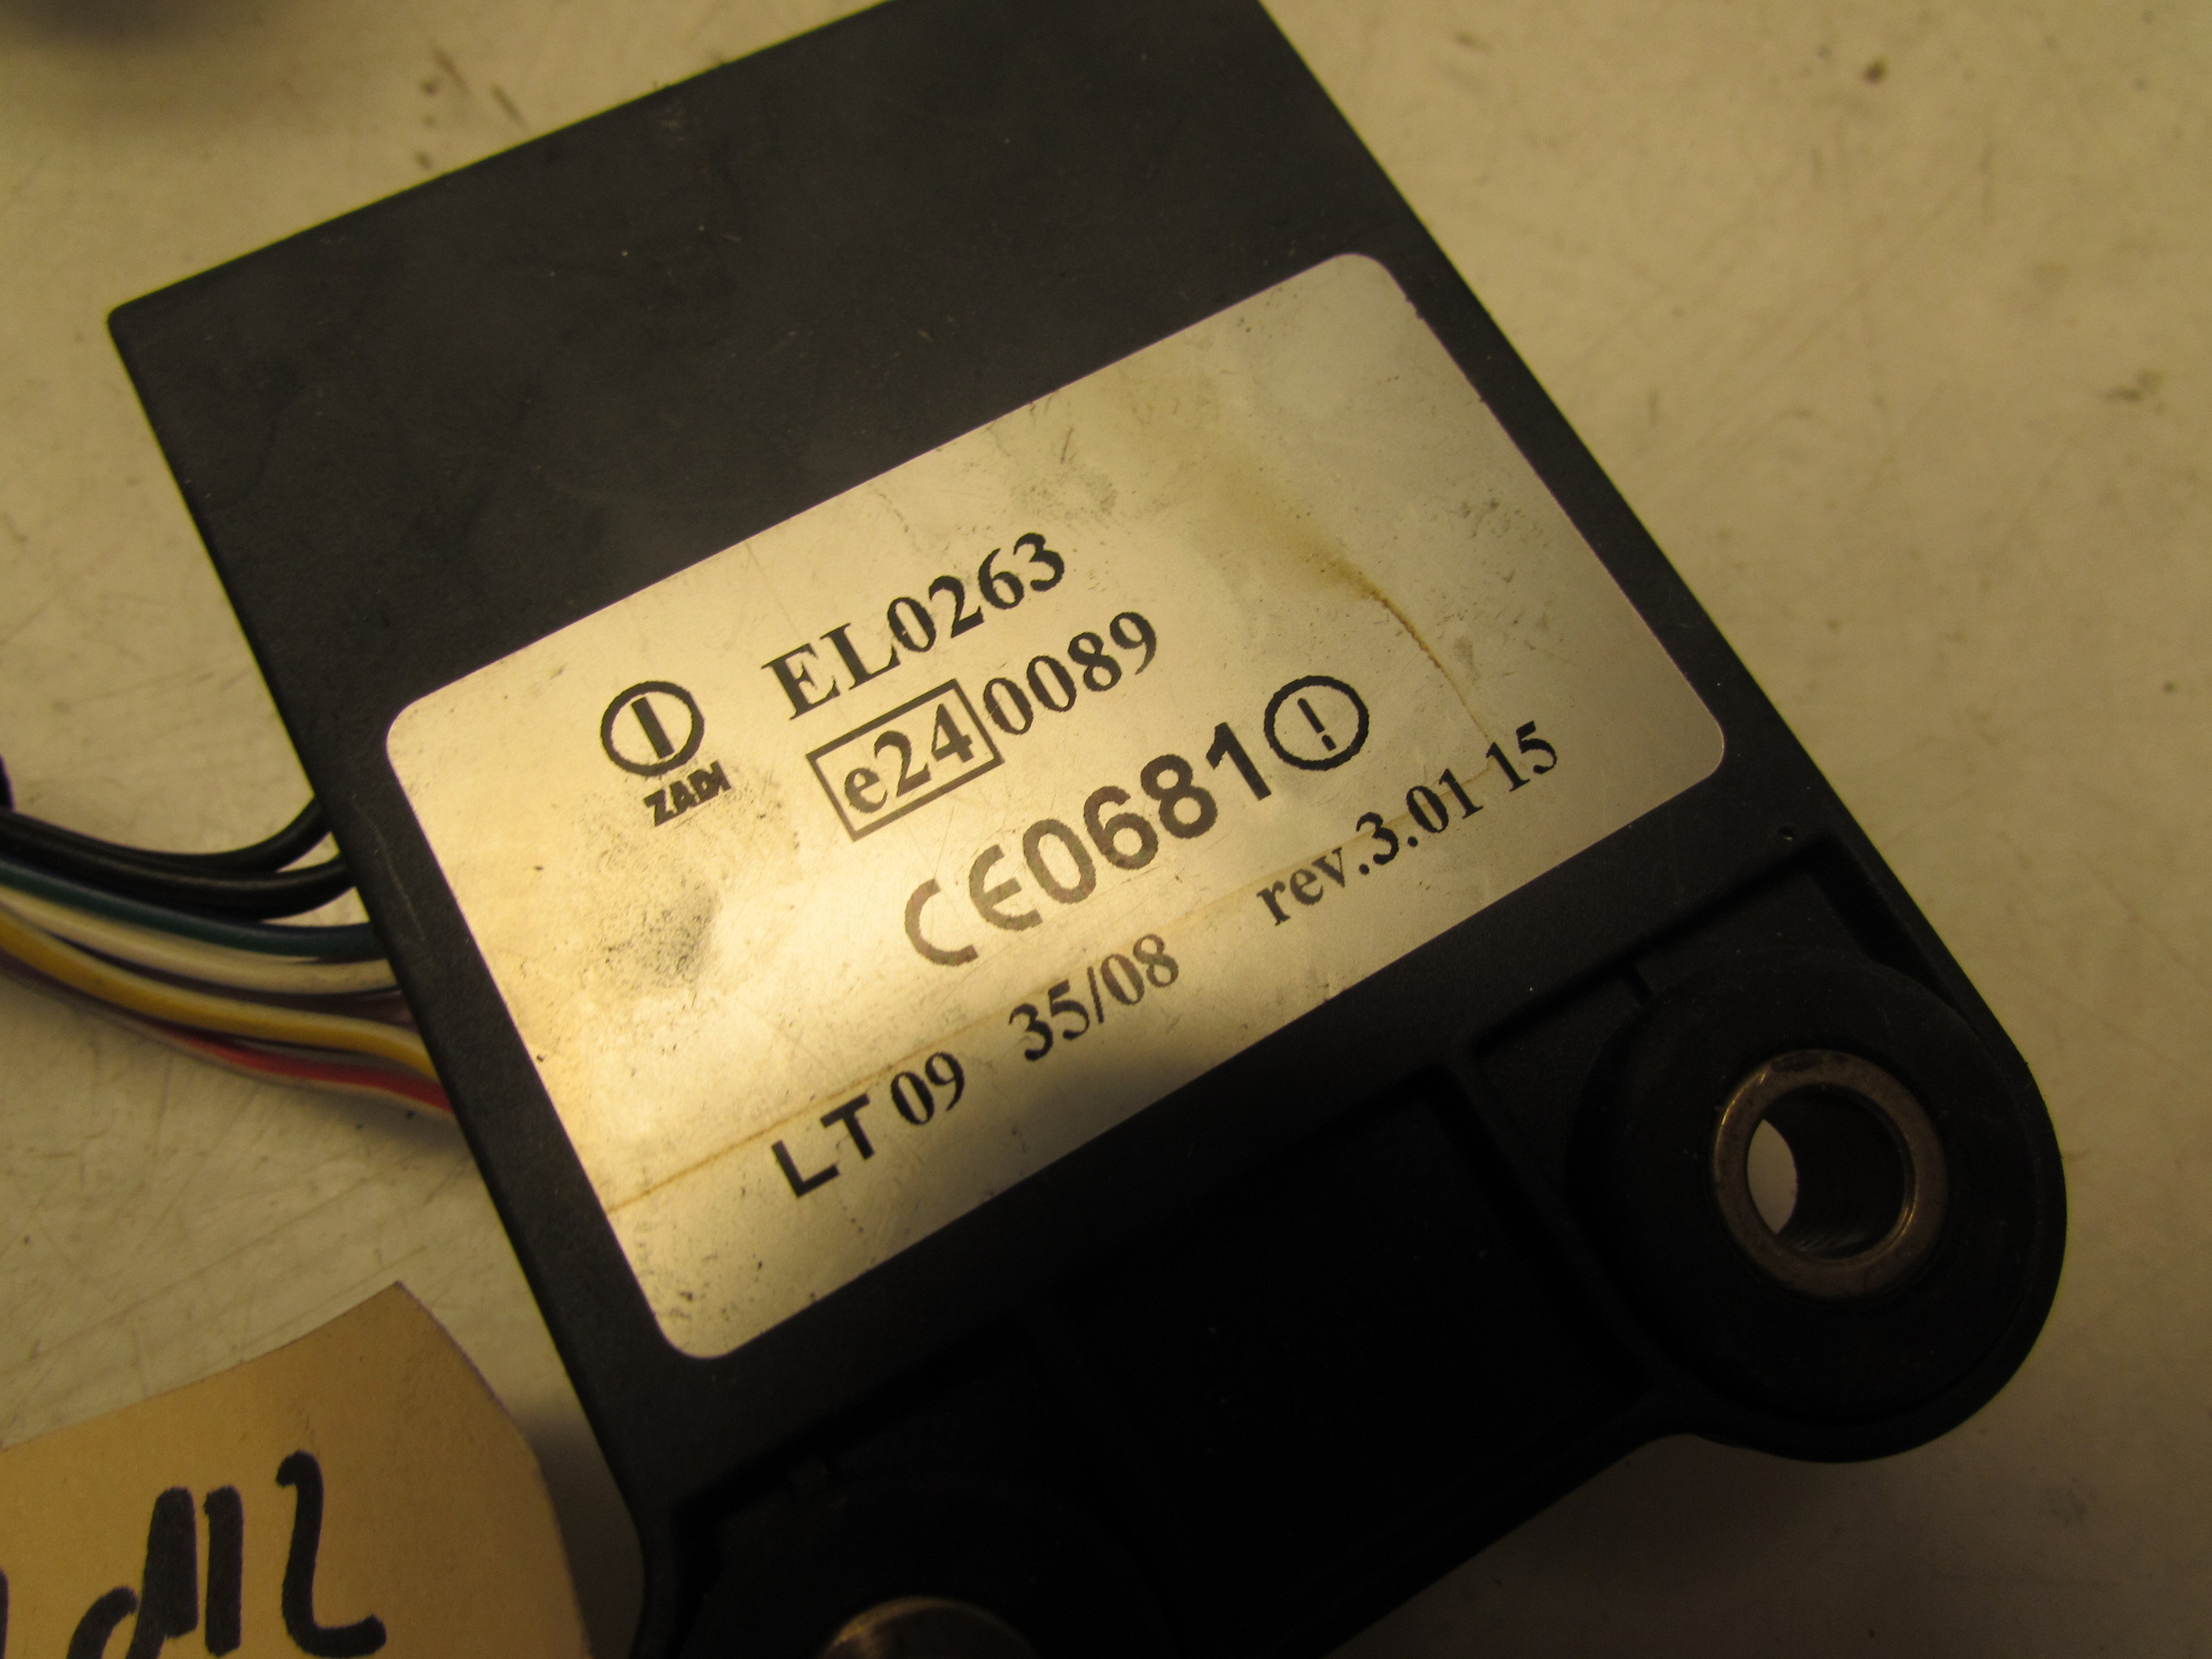 EL0263
ZADI
e24 0089
CE0681
LT 09 35/08 rev.3.01 15